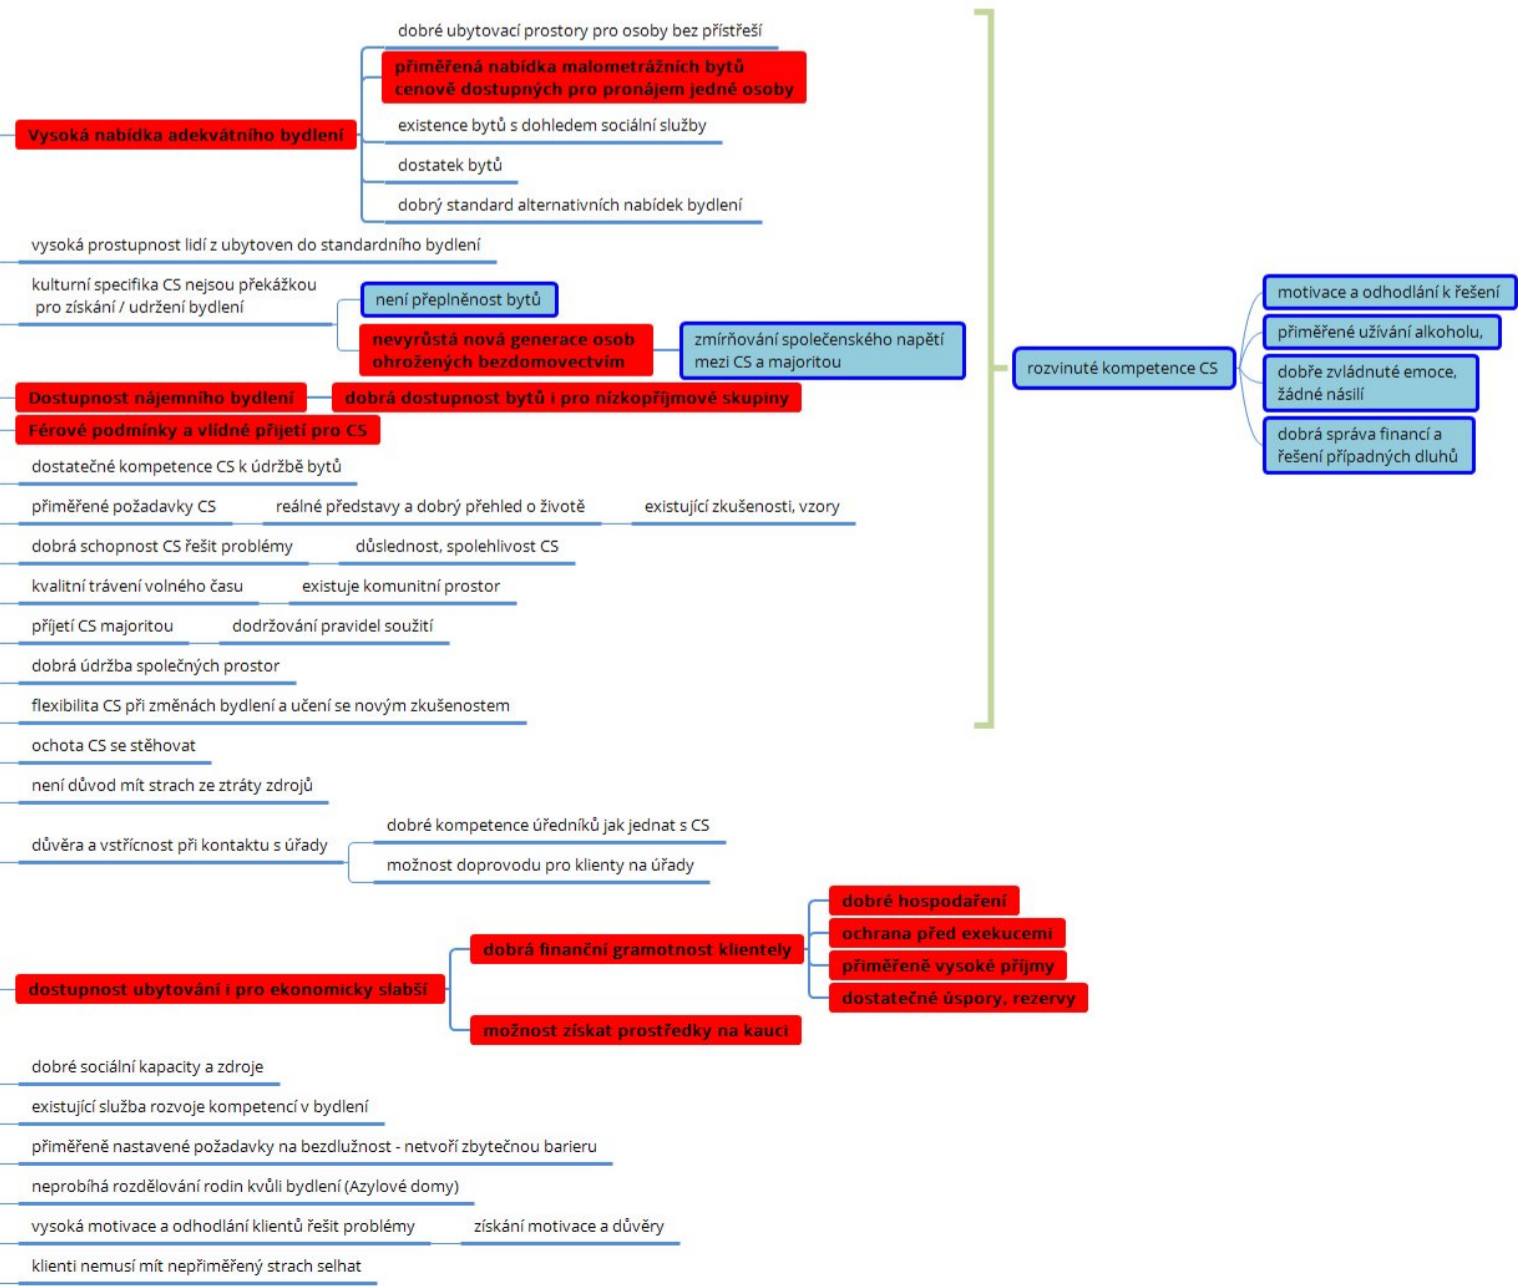 dobré ubytovací prostory pro osoby bez přístřeší
přiměřená nabídka malometrážních bytů
cenově dostupných pro pronájem jedné osoby
Vysoká nabídka adekvátního bydlení
existence bytů s dohledem sociální služby
dostatek bytů
dobrý standard alternativních nabídek bydlení
vysoká prostupnost lidí z ubytoven do standardního bydlení
kulturní specifika CS nejsou překážkou
pro získání / udržení bydlení
není přeplněnost bytů
nevyrůstá nová generace osob
ohrožených bezdomovectvím
zmírňování společenského napětí
mezi CS a majoritou
Dostupnost nájemního bydlení
dobrá dostupnost bytů i pro nízkopříjmové skupiny
Férové podmínky a vlídné přijetí pro CS
dostatečné kompetence CS k údržbě bytů
přiměřené požadavky CS
reálné představy a dobrý přehled o životě
existující zkušenosti, vzory
dobrá schopnost CS řešit problémy
důslednost, spolehlivost CS
kvalitní trávení volného času
existuje komunitní prostor
příjetí CS majoritou
dodržování pravidel soužití
dobrá údržba společných prostor
flexibilita CS při změnách bydlení a učení se novým zkušenostem
rozvinuté kompetence CS
motivace a odhodlání k řešení
přiměřené užívání alkoholu,
dobře zvládnuté emoce,
žádné násilí
dobrá správa financí a
řešení případných dluhů
ochota CS se stěhovat
není důvod mít strach ze ztráty zdrojů
důvěra a vstřícnost při kontaktu s úřady
dobré kompetence úředníků jak jednat s CS
možnost doprovodu pro klienty na úřady
dostupnost ubytování i pro ekonomicky slabší
dobrá finanční gramotnost klientely
dobré hospodaření
ochrana před exekucemi
přiměřeně vysoké příjmy
dostatečné úspory, rezervy
možnost získat prostředky na kauci
dobré sociální kapacity a zdroje
existující služba rozvoje kompetencí v bydlení
přiměřeně nastavené požadavky na bezdlužnost - netvoří zbytečnou barieru
neprobíhá rozdělování rodin kvůli bydlení (Azylové domy)
vysoká motivace a odhodlání klientů řešit problémy
získání motivace a důvěry
klienti nemusí mít nepřiměřený strach selhat